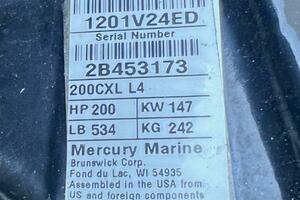 1201V24ED
Serial Number
2B453173
200CXL L4
HP 200 KW 147
LB 534 KG 242
Mercury Marine
Brunswick Corp.
Fond du Lac, WI 54935
Assembled in the USA from
US and foreign components